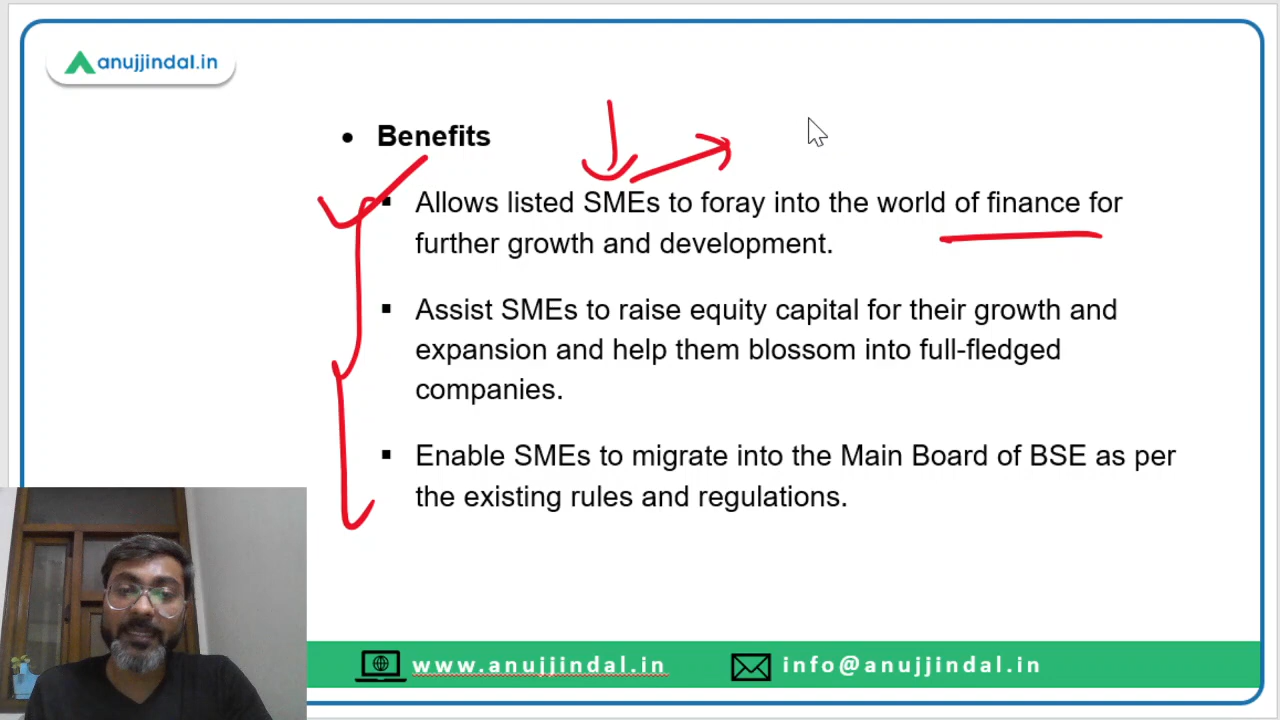 anujjindal.in
• Benefits
▪ Allows listed SMEs to foray into the world of finance for
further growth and development.
▪ Assist SMEs to raise equity capital for their growth and
expansion and help them blossom into full-fledged
companies.
▪ Enable SMEs to migrate into the Main Board of BSE as per
the existing rules and regulations.
www.anujjindal.in info@anujjindal.in